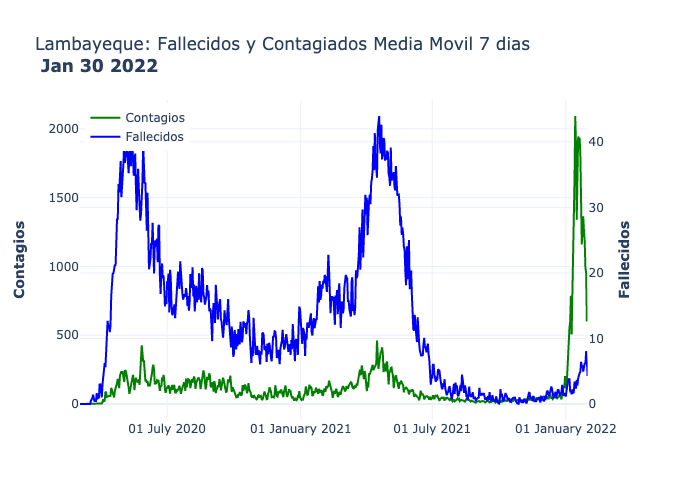 Lambayeque: Fallecidos y Contagiados Media Movil 7 dias
Jan 30 2022
Contagios
Fallecidos
2000
1500
1000
500
0
40
30
20
10
0
Contagios
Fallecidos
01 July 2020
01 January 2021
01 July 2021
01 January 2022